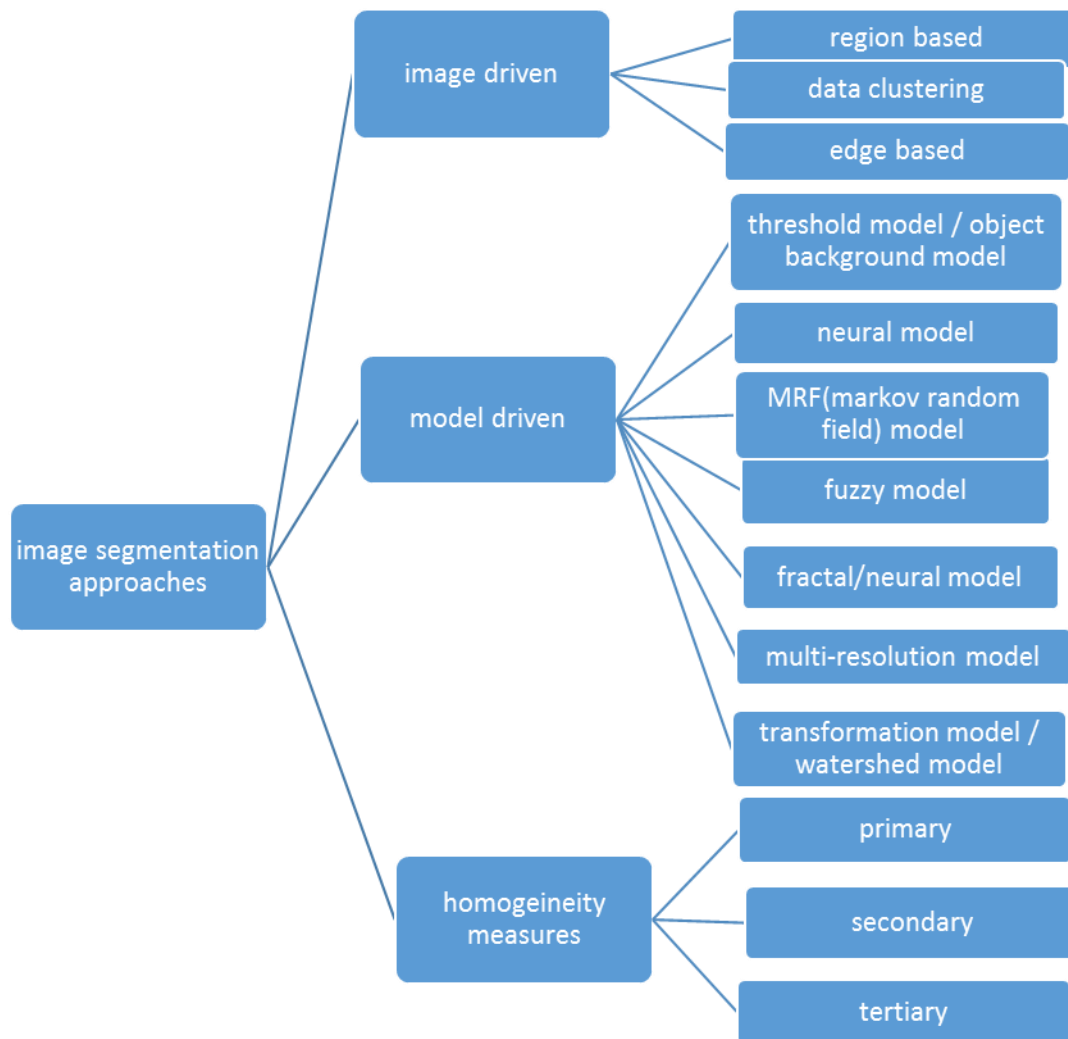 image segmentation
approaches
image driven
region based
data clustering
edge based
model driven
threshold model / object
background model
neural model
MRF(markov random
field) model
fuzzy model
fractal/neural model
multi-resolution model
transformation model /
watershed model
homogeineity
measures
primary
secondary
tertiary